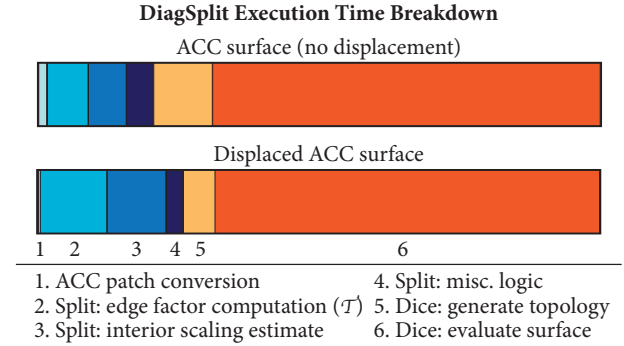 DiagSplit Execution Time Breakdown
ACC surface (no displacement)
Displaced ACC surface
1 2 3 4 5 6
1. ACC patch conversion
2. Split: edge factor computation (𝒯)
3. Split: interior scaling estimate
4. Split: misc. logic
5. Dice: generate topology
6. Dice: evaluate surface